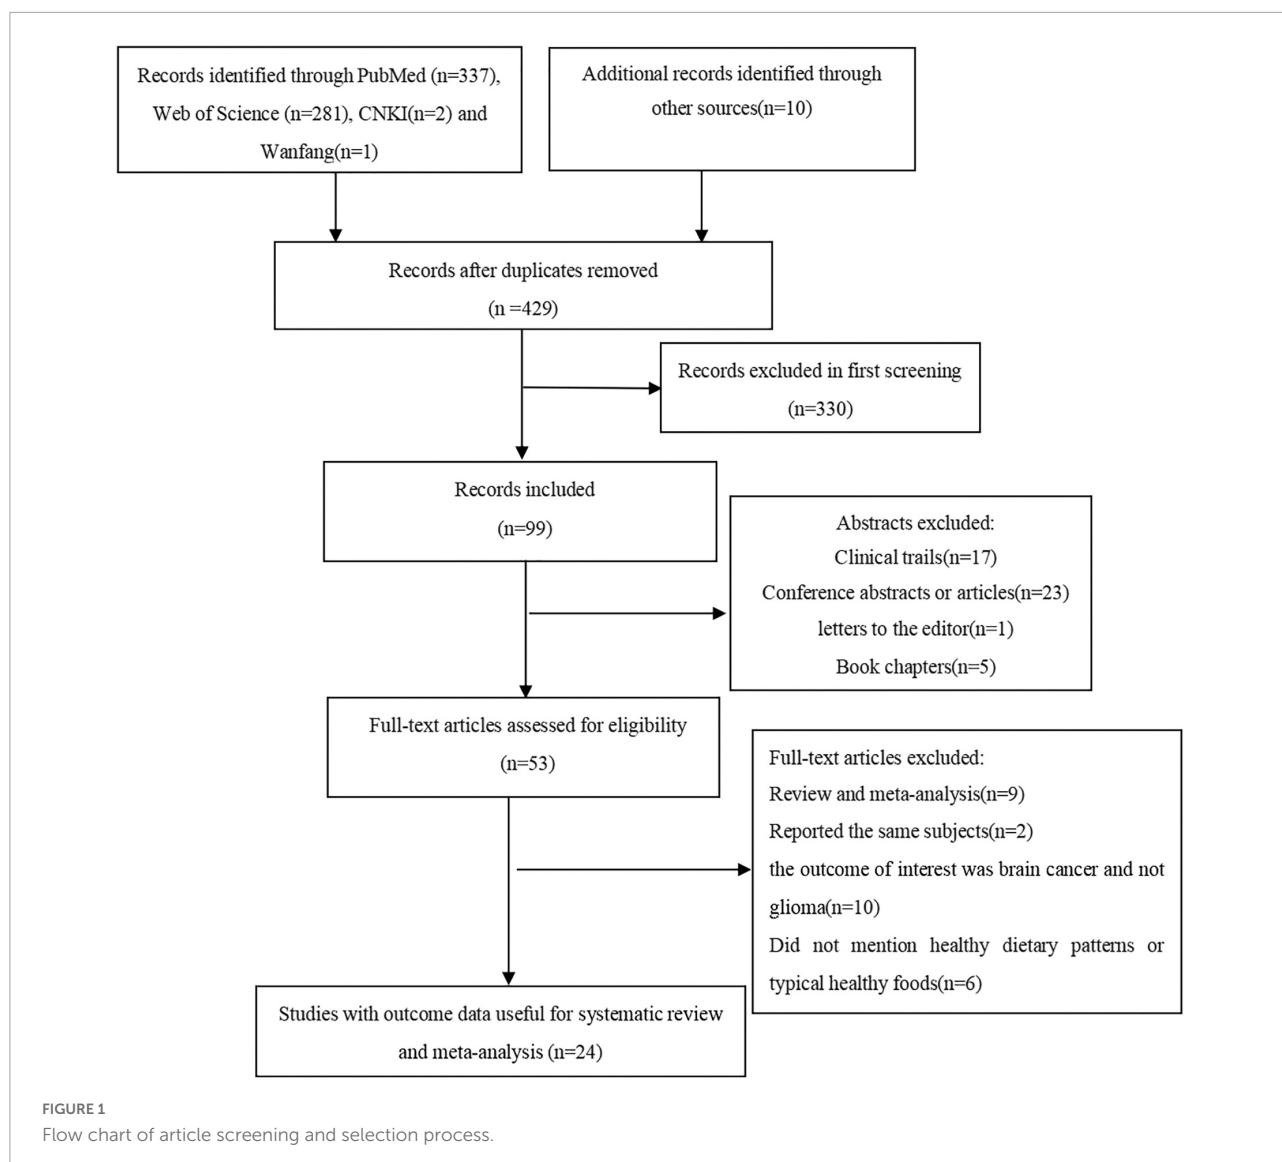 Records identified through PubMed (n=337),
Web of Science (n=281), CNKI(n=2) and
Wanfang(n=1)
Additional records identified through
other sources(n=10)
Records after duplicates removed
(n =429)
Records excluded in first screening
(n=330)
Records included
(n=99)
Abstracts excluded:
Clinical trails(n=17)
Conference abstracts or articles(n=23)
letters to the editor(n=1)
Book chapters(n=5)
Full-text articles assessed for eligibility
(n=53)
Full-text articles excluded:
Review and meta-analysis(n=9)
Reported the same subjects(n=2)
the outcome of interest was brain cancer and not
glioma(n=10)
Did not mention healthy dietary patterns or
typical healthy foods(n=6)
Studies with outcome data useful for systematic review
and meta-analysis (n=24)
FIGURE 1
Flow chart of article screening and selection process.